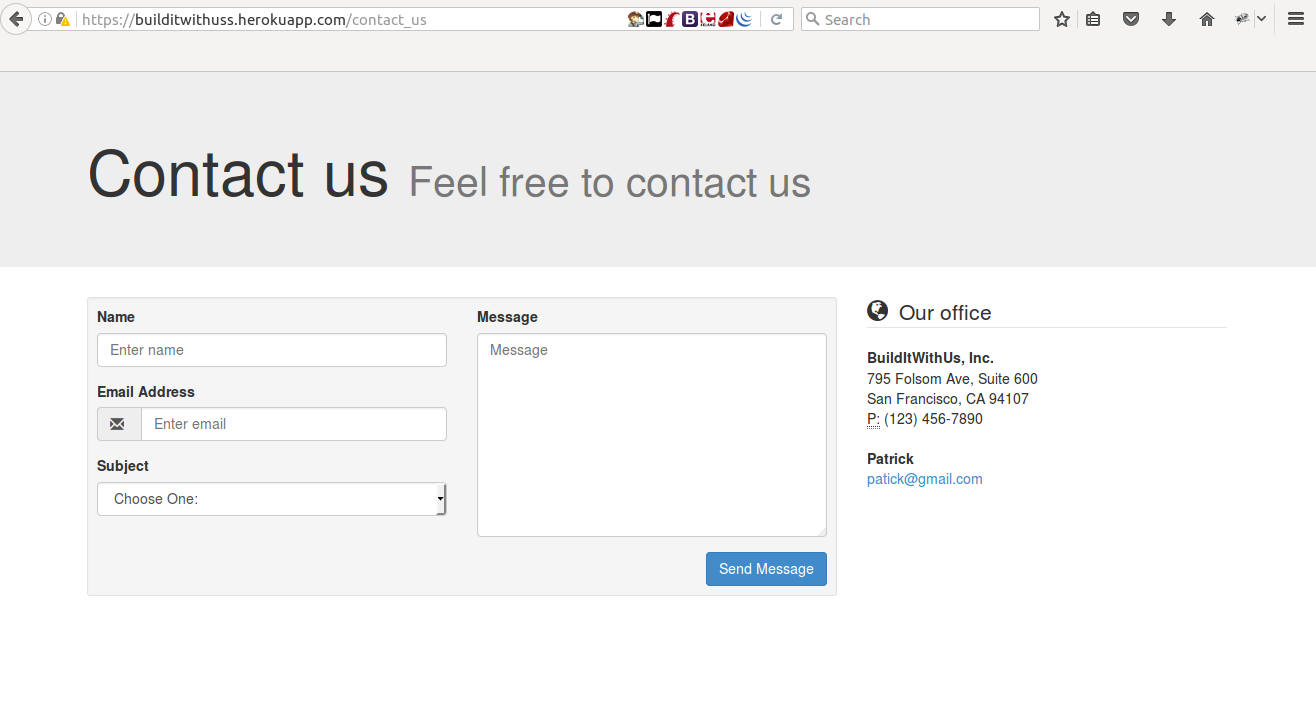 https://builditwithuss.herokuapp.com/contact_us
Search
Contact us Feel free to contact us
Name
Enter name
Email Address
Enter email
Subject
Choose One:
Message
Message
Send Message
Our office
BuildItWithUs, Inc.
795 Folsom Ave, Suite 600
San Francisco, CA 94107
P: (123) 456-7890
Patrick
patick@gmail.com